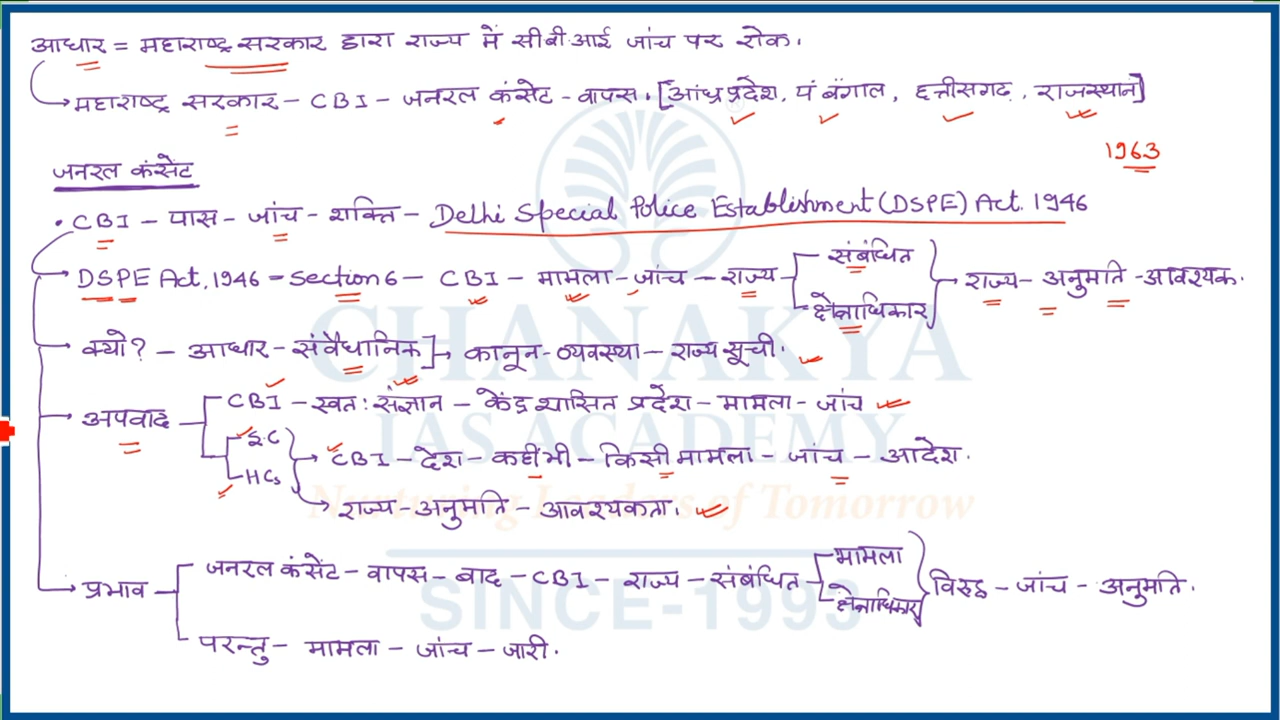 आधार = महाराष्ट्र सरकार द्वारा राज्य में सीबीआई जांच पर रोक.
→ महाराष्ट्र सरकार - CBI - जनरल कंसेट - वापस. [आंध्रप्रदेश, पं बंगाल, छत्तीसगढ़, राजस्थान]
1963
जनरल कंसेंट
• CBI - पास - जांच - शक्ति - Delhi Special Police Establishment (DSPE) Act. 1946
→ DSPE Act, 1946 = Section 6 - CBI - मामला - जांच - राज्य - संबंधित
क्षेत्राधिकार → राज्य - अनुमति - आवश्यक.
→ क्यों? - आधार - संवैधानिक] → कानून - व्यवस्था - राज्य सूची.
→ अपवाद - CBI - स्वतः संज्ञान - केंद्र शासित प्रदेश - मामला - जांच
S.C
HCs → CBI - देश - कहीं भी - किसी मामला - जांच - आदेश.
→ राज्य - अनुमति - आवश्यकता.
→ प्रभाव - जनरल कंसेंट - वापस - बाद - CBI - राज्य - संबंधित - मामला
क्षेत्राधिकार विरुद्ध - जांच - अनुमति.
परन्तु - मामला - जांच - जारी.
CHANAKYA
IAS ACADEMY
Nurturing Leaders of Tomorrow
SINCE-1993